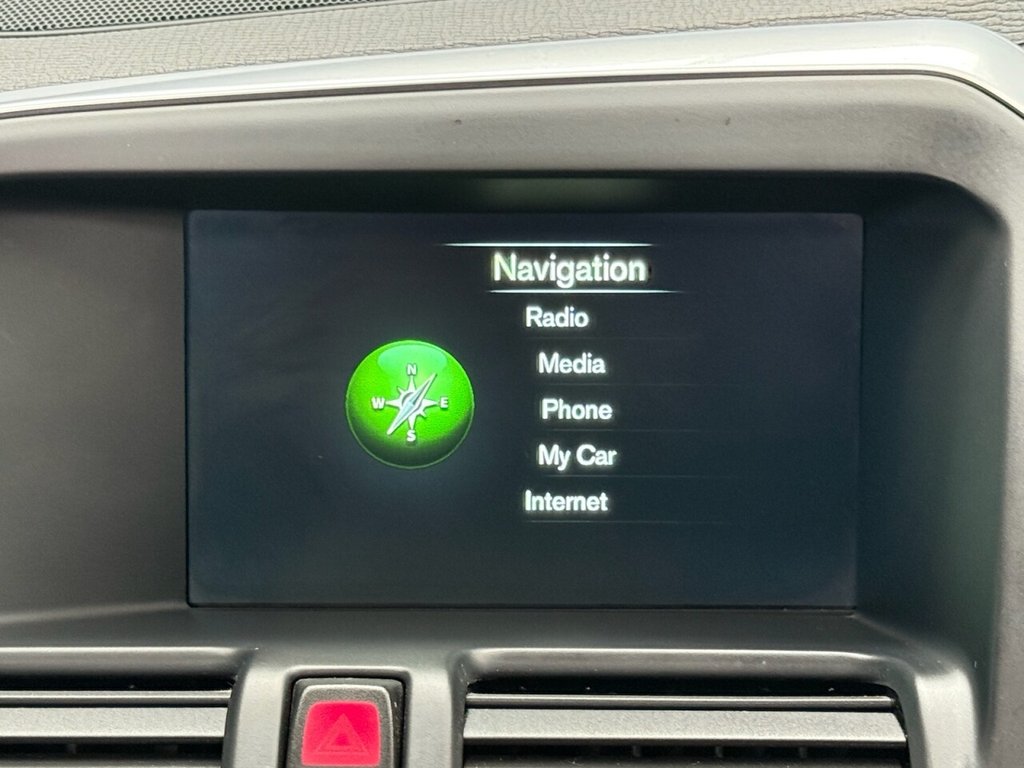 Navigation
Radio
Media
N
W E
Phone
S
My Car
Internet